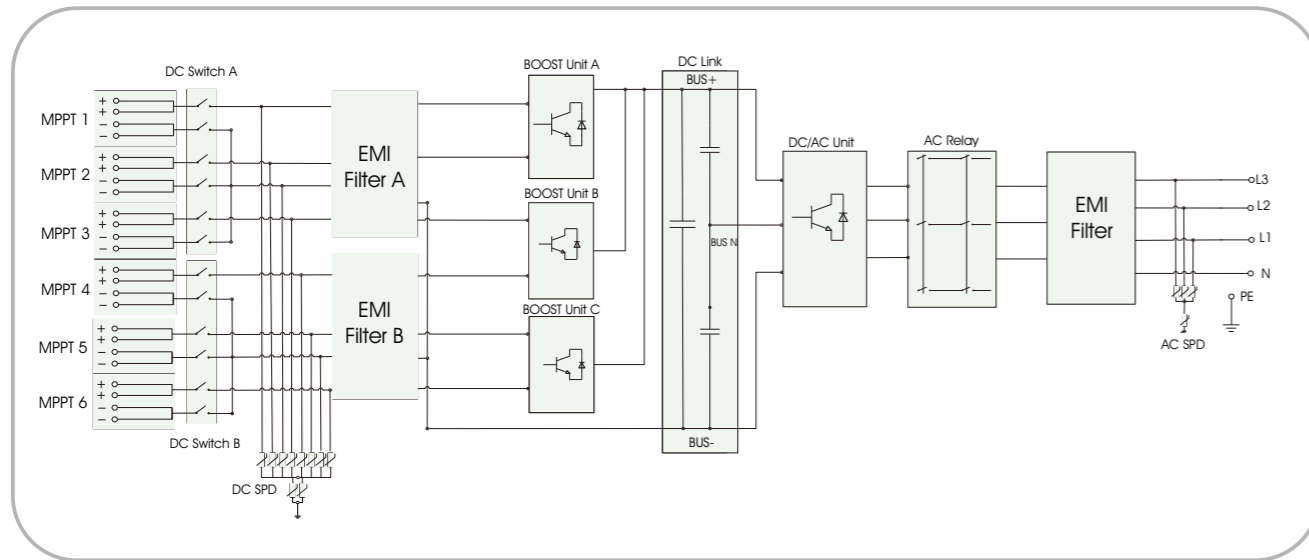 DC Switch A
BOOST Unit A
DC Link
BUS+
MPPT 1
+
+
−
−
EMI
Filter A
DC/AC Unit
AC Relay
MPPT 2
+
+
−
−
EMI
Filter
L3
L2
L1
N
PE
AC SPD
BOOST Unit B
BUS N
MPPT 3
+
+
−
−
MPPT 4
+
+
−
−
EMI
Filter B
BOOST Unit C
MPPT 5
+
+
−
−
MPPT 6
+
+
−
−
BUS-
DC Switch B
DC SPD